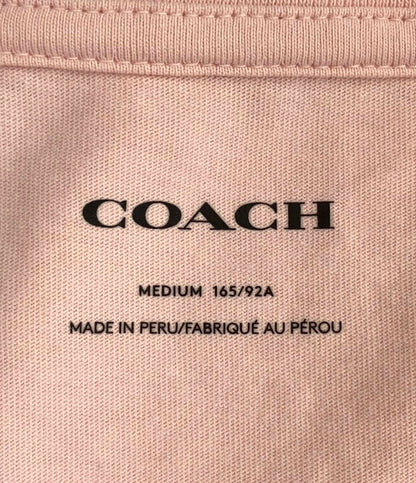 COACH
MEDIUM 165/92A
MADE IN PERU/FABRIQUÉ AU PÉROU